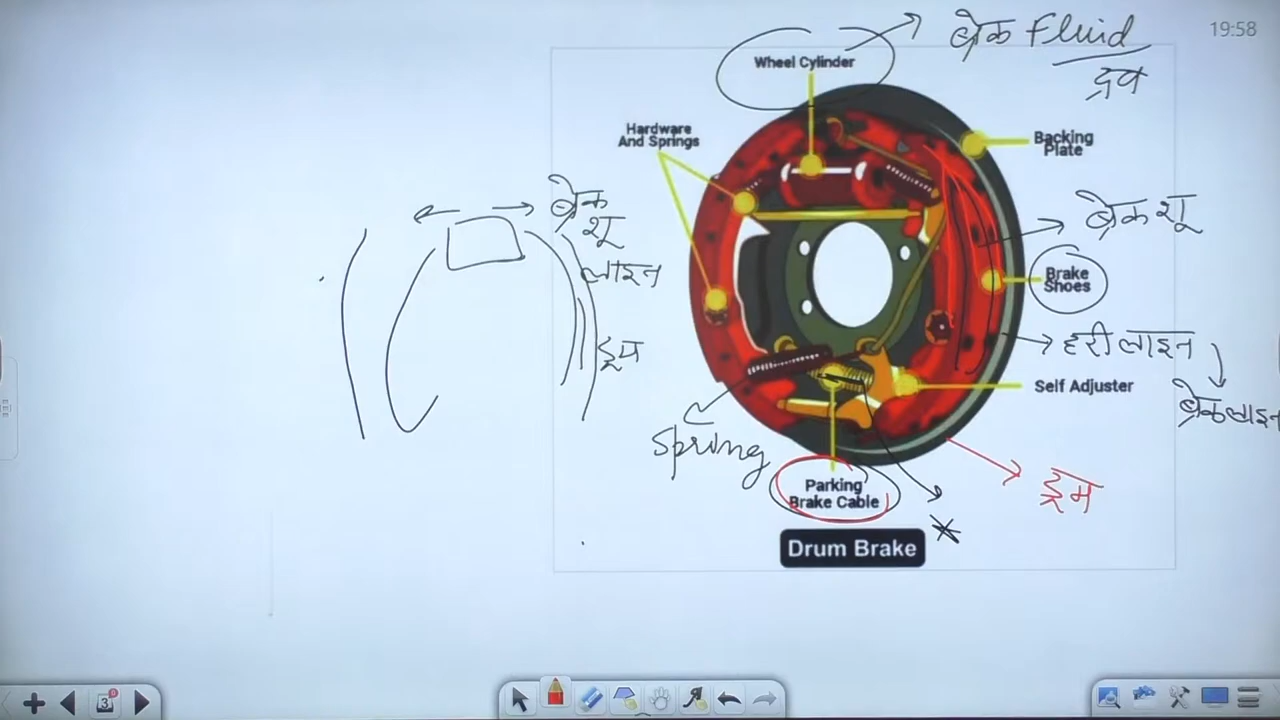 19:58
ब्रेक Fluid
द्रव
Wheel Cylinder
Hardware
And Springs
Backing
Plate
ब्रेक
शू
लाइन
ड्रम
ब्रेक शू
Brake
Shoes
हरी लाइन
ब्रेक लाइन
Self Adjuster
Spring
Parking
Brake Cable
ड्रम
Drum Brake
3